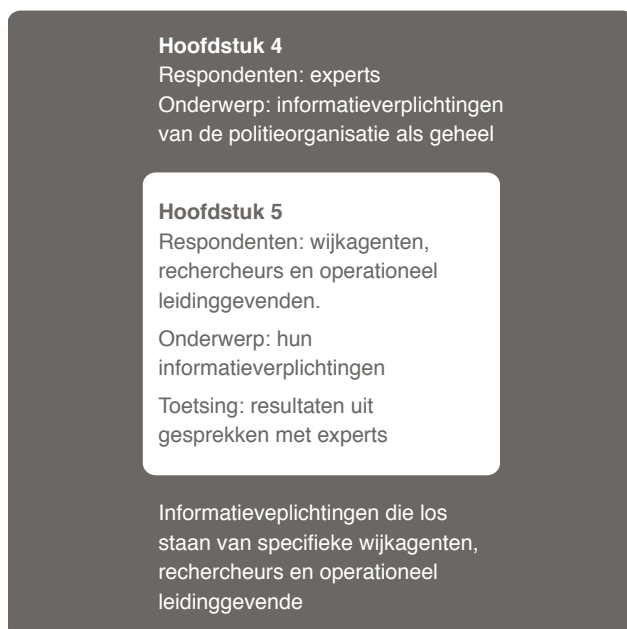 Hoofdstuk 4
Respondenten: experts
Onderwerp: informatieverplichtingen
van de politieorganisatie als geheel
Hoofdstuk 5
Respondenten: wijkagenten,
rechercheurs en operationeel
leidinggevenden.
Onderwerp: hun
informatieverplichtingen
Toetsing: resultaten uit
gesprekken met experts
Informatieveplichtingen die los
staan van specifieke wijkagenten,
rechercheurs en operationeel
leidinggevende